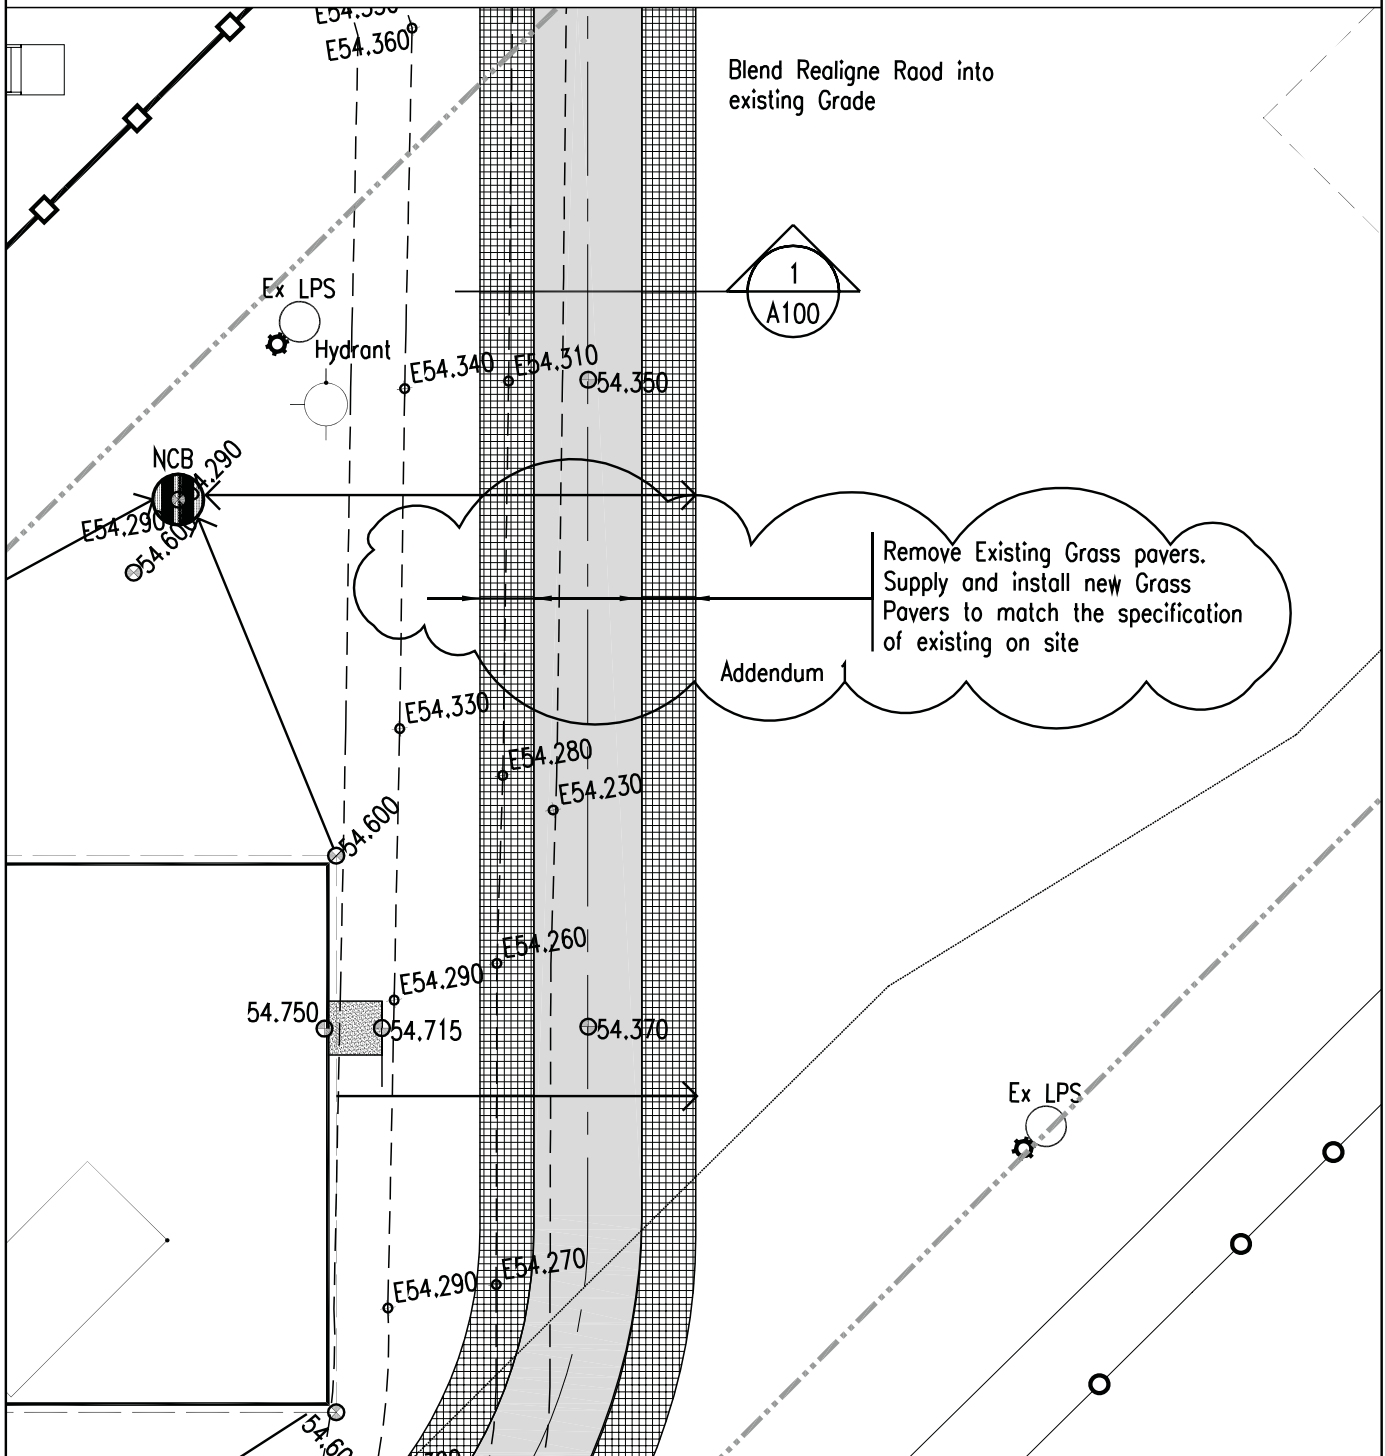 E54.360
Blend Realigne Raod into
existing Grade
Ex LPS
1
A100
Hydrant
E54.340
E54.310
54.350
NCB
54.290
E54.290
54.600
Remove Existing Grass pavers.
Supply and install new Grass
Pavers to match the specification
of existing on site
Addendum 1
E54.330
E54.280
E54.230
54.600
E54.260
E54.290
54.750
54.715
54.370
Ex LPS
E54.270
E54.290